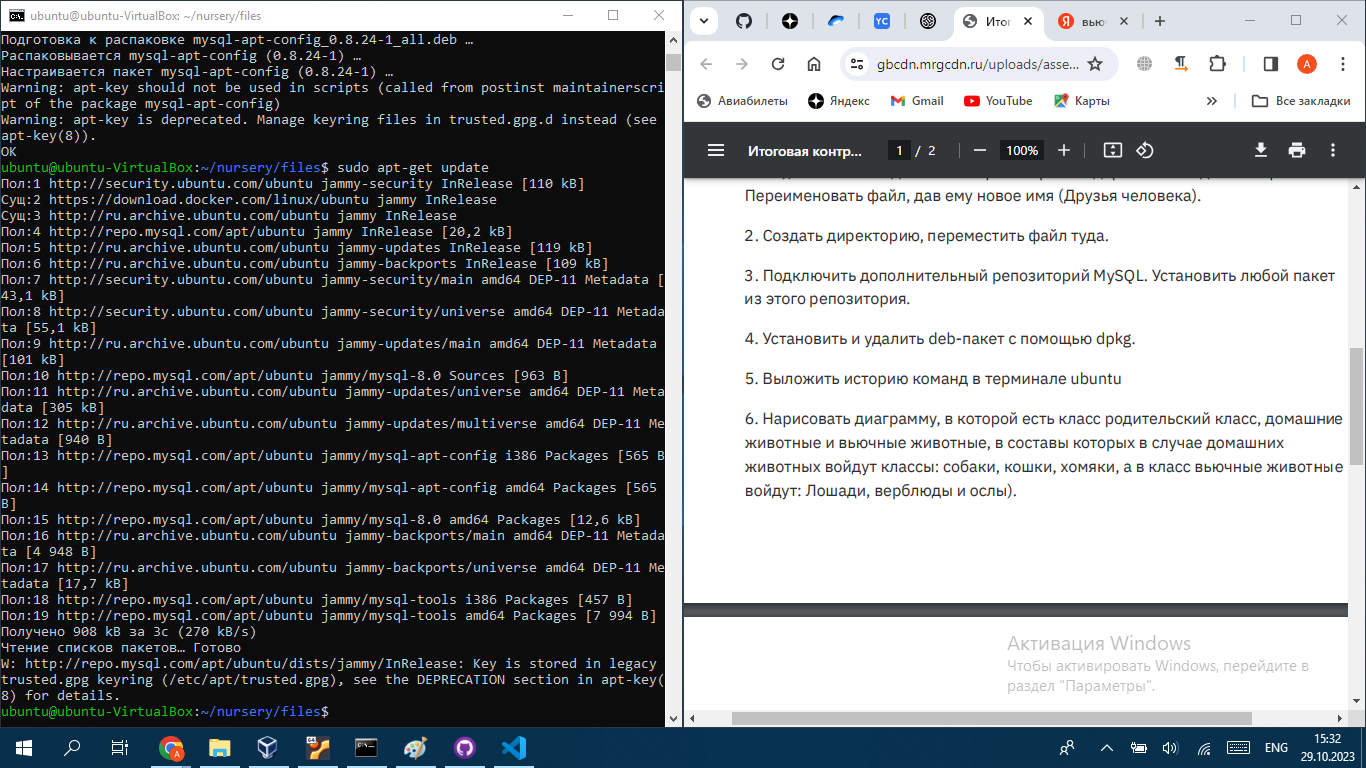 ubuntu@ubuntu-VirtualBox: ~/nursery/files
Подготовка к распаковке mysql-apt-config_0.8.24-1_all.deb …
Распаковывается mysql-apt-config (0.8.24-1) …
Настраивается пакет mysql-apt-config (0.8.24-1) …
Warning: apt-key should not be used in scripts (called from postinst maintainerscri
pt of the package mysql-apt-config)
Warning: apt-key is deprecated. Manage keyring files in trusted.gpg.d instead (see
apt-key(8)).
OK
ubuntu@ubuntu-VirtualBox:~/nursery/files$ sudo apt-get update
Пол:1 http://security.ubuntu.com/ubuntu jammy-security InRelease [110 kB]
Сущ:2 https://download.docker.com/linux/ubuntu jammy InRelease
Сущ:3 http://ru.archive.ubuntu.com/ubuntu jammy InRelease
Пол:4 http://repo.mysql.com/apt/ubuntu jammy InRelease [20,2 kB]
Пол:5 http://ru.archive.ubuntu.com/ubuntu jammy-updates InRelease [119 kB]
Пол:6 http://ru.archive.ubuntu.com/ubuntu jammy-backports InRelease [109 kB]
Пол:7 http://security.ubuntu.com/ubuntu jammy-security/main amd64 DEP-11 Metadata [
43,1 kB]
Пол:8 http://security.ubuntu.com/ubuntu jammy-security/universe amd64 DEP-11 Metada
ta [55,1 kB]
Пол:9 http://ru.archive.ubuntu.com/ubuntu jammy-updates/main amd64 DEP-11 Metadata
[101 kB]
Пол:10 http://repo.mysql.com/apt/ubuntu jammy/mysql-8.0 Sources [963 B]
Пол:11 http://ru.archive.ubuntu.com/ubuntu jammy-updates/universe amd64 DEP-11 Meta
data [305 kB]
Пол:12 http://ru.archive.ubuntu.com/ubuntu jammy-updates/multiverse amd64 DEP-11 Me
tadata [940 B]
Пол:13 http://repo.mysql.com/apt/ubuntu jammy/mysql-apt-config i386 Packages [565 B
]
Пол:14 http://repo.mysql.com/apt/ubuntu jammy/mysql-apt-config amd64 Packages [565
B]
Пол:15 http://repo.mysql.com/apt/ubuntu jammy/mysql-8.0 amd64 Packages [12,6 kB]
Пол:16 http://ru.archive.ubuntu.com/ubuntu jammy-backports/main amd64 DEP-11 Metada
ta [4 948 B]
Пол:17 http://ru.archive.ubuntu.com/ubuntu jammy-backports/universe amd64 DEP-11 Me
tadata [17,7 kB]
Пол:18 http://repo.mysql.com/apt/ubuntu jammy/mysql-tools i386 Packages [457 B]
Пол:19 http://repo.mysql.com/apt/ubuntu jammy/mysql-tools amd64 Packages [7 994 B]
Получено 908 kB за 3с (270 kB/s)
Чтение списков пакетов… Готово
W: http://repo.mysql.com/apt/ubuntu/dists/jammy/InRelease: Key is stored in legacy
trusted.gpg keyring (/etc/apt/trusted.gpg), see the DEPRECATION section in apt-key(
8) for details.
ubuntu@ubuntu-VirtualBox:~/nursery/files$
YC Итог Я вьюч
gbcdn.mrgcdn.ru/uploads/asse... A
Авиабилеты Яндекс Gmail YouTube Карты » Все закладки
Итоговая контр... 1 / 2 100%
Переименовать файл, дав ему новое имя (Друзья человека).
2. Создать директорию, переместить файл туда.
3. Подключить дополнительный репозиторий MySQL. Установить любой пакет
из этого репозитория.
4. Установить и удалить deb-пакет с помощью dpkg.
5. Выложить историю команд в терминале ubuntu
6. Нарисовать диаграмму, в которой есть класс родительский класс, домашние
животные и вьючные животные, в составы которых в случае домашних
животных войдут классы: собаки, кошки, хомяки, а в класс вьючные животные
войдут: Лошади, верблюды и ослы).
Активация Windows
Чтобы активировать Windows, перейдите в
раздел "Параметры".
ENG
15:32
29.10.2023